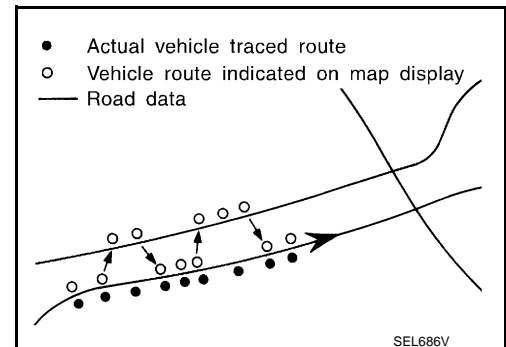 Actual vehicle traced route
Vehicle route indicated on map display
Road data
SEL686V